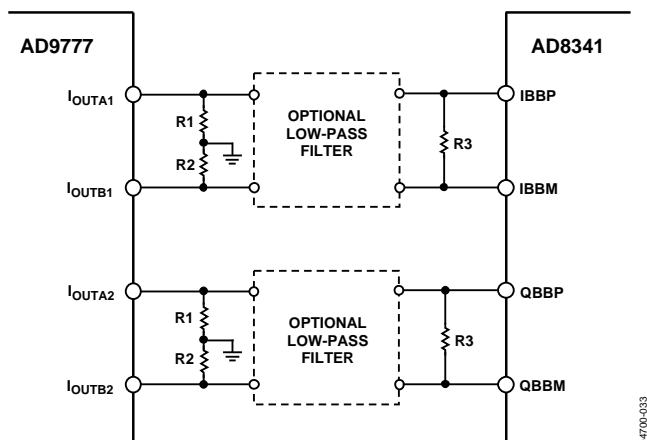 AD9777
AD8341
IOUTA1
R1
R2
IOUTB1
OPTIONAL
LOW-PASS
FILTER
R3
IBBP
IBBM
IOUTA2
R1
R2
IOUTB2
OPTIONAL
LOW-PASS
FILTER
R3
QBBP
QBBM
4700-033